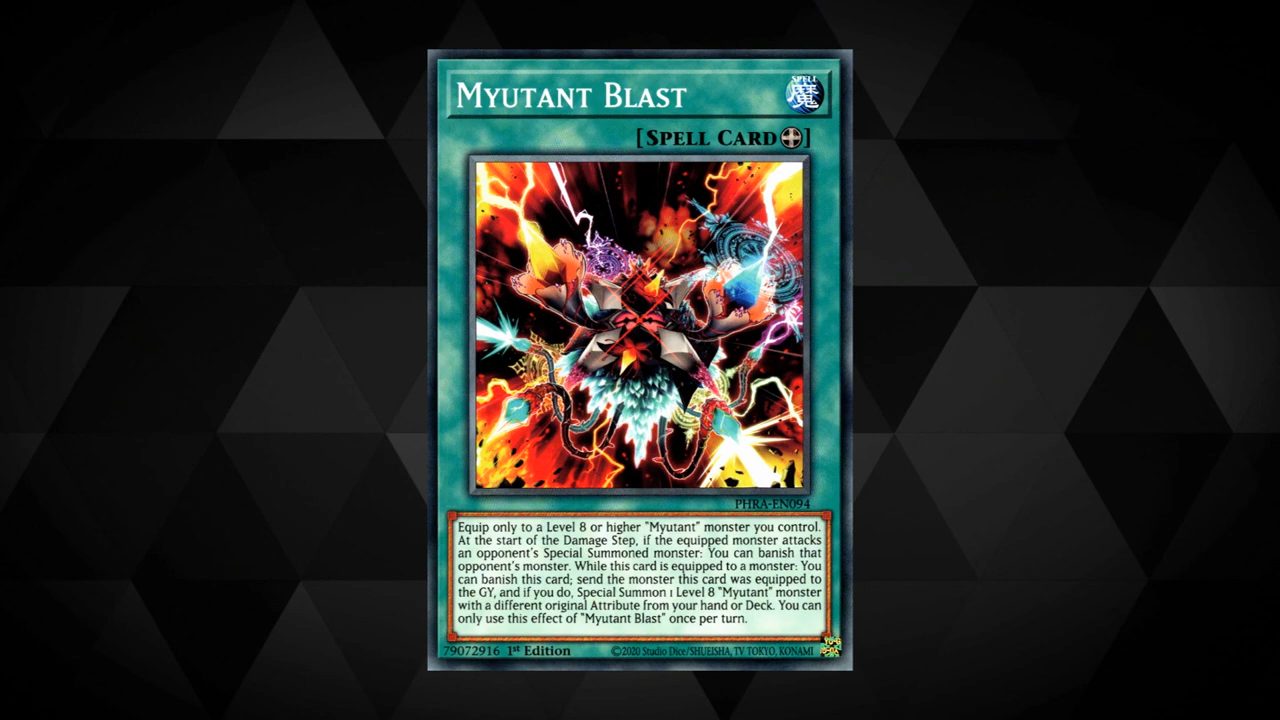 Myutant Blast
SPELL
魔
[Spell Card]
PHRA-EN094
Equip only to a Level 8 or higher "Myutant" monster you control.
At the start of the Damage Step, if the equipped monster attacks
an opponent's Special Summoned monster: You can banish that
opponent's monster. While this card is equipped to a monster: You
can banish this card; send the monster this card was equipped to
the GY, and if you do, Special Summon 1 Level 8 "Myutant" monster
with a different original Attribute from your hand or Deck. You can
only use this effect of "Myutant Blast" once per turn.
79072916 1st Edition ©2020 Studio Dice/SHUEISHA, TV TOKYO, KONAMI